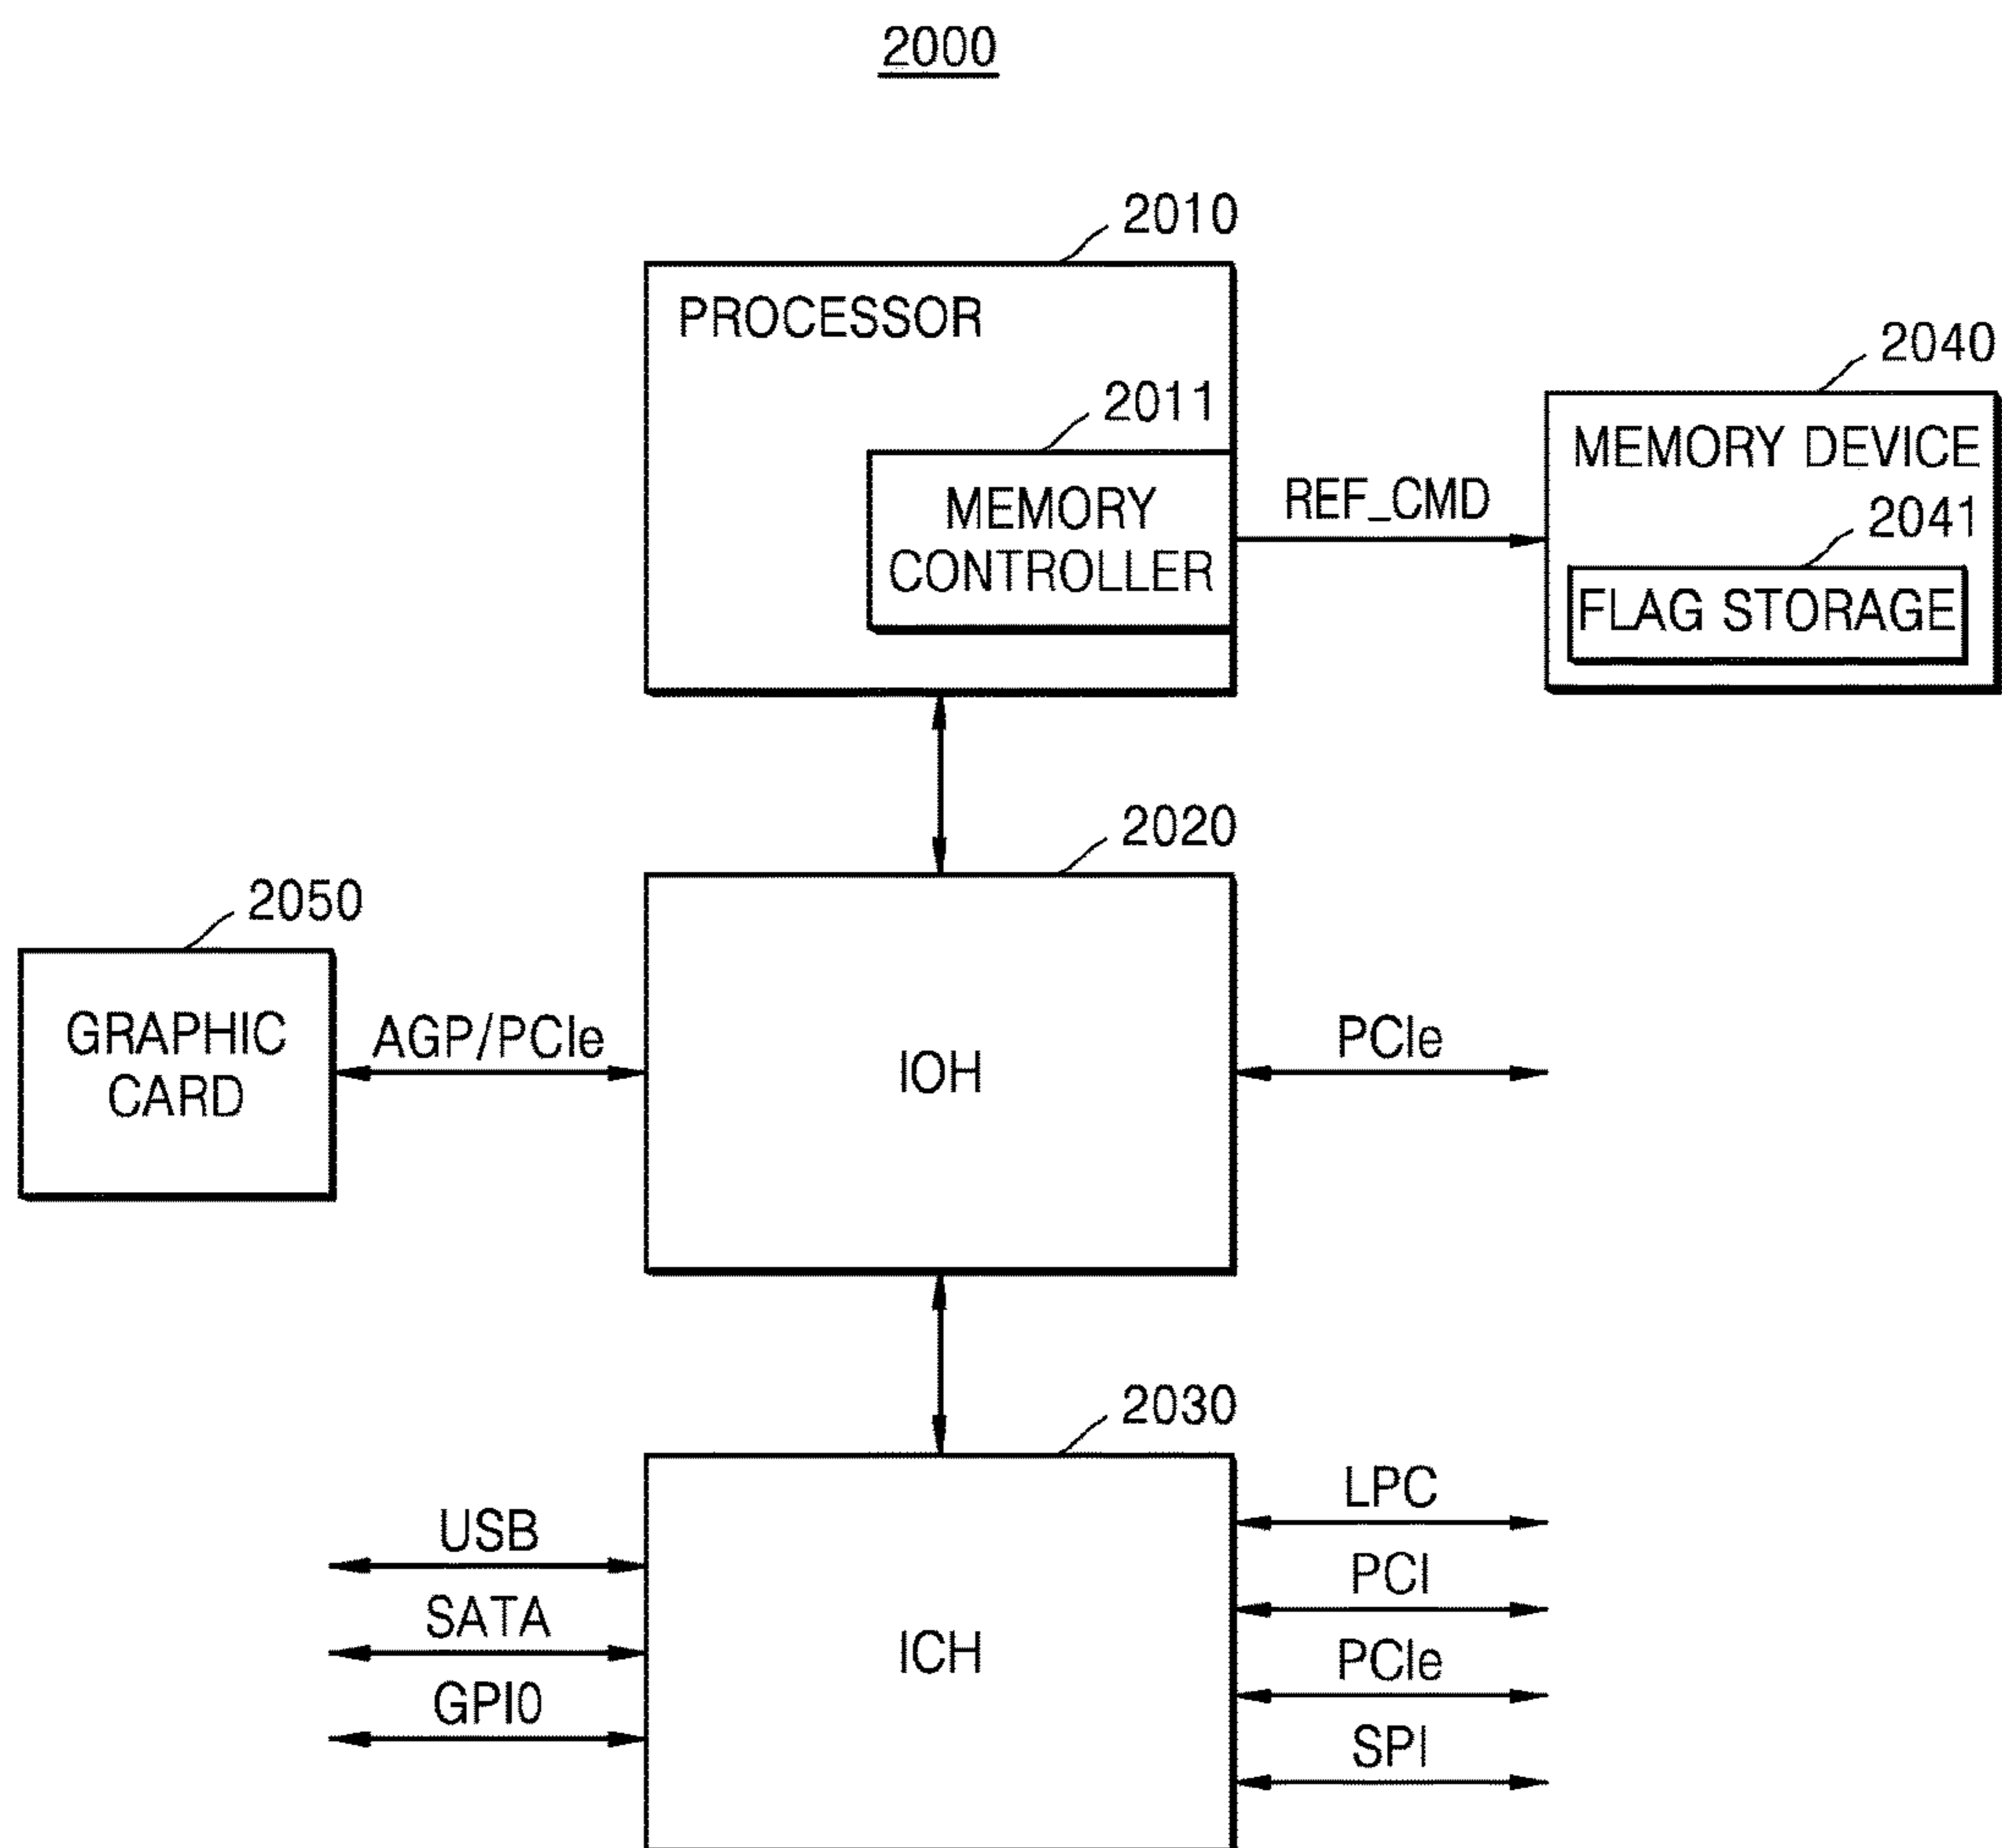 2000
2010
PROCESSOR
2011
MEMORY
CONTROLLER
REF_CMD
2040
MEMORY DEVICE
2041
FLAG STORAGE
2020
IOH
2050
GRAPHIC
CARD
AGP/PCIe
PCIe
2030
ICH
USB
SATA
GPI0
LPC
PCI
PCIe
SPI